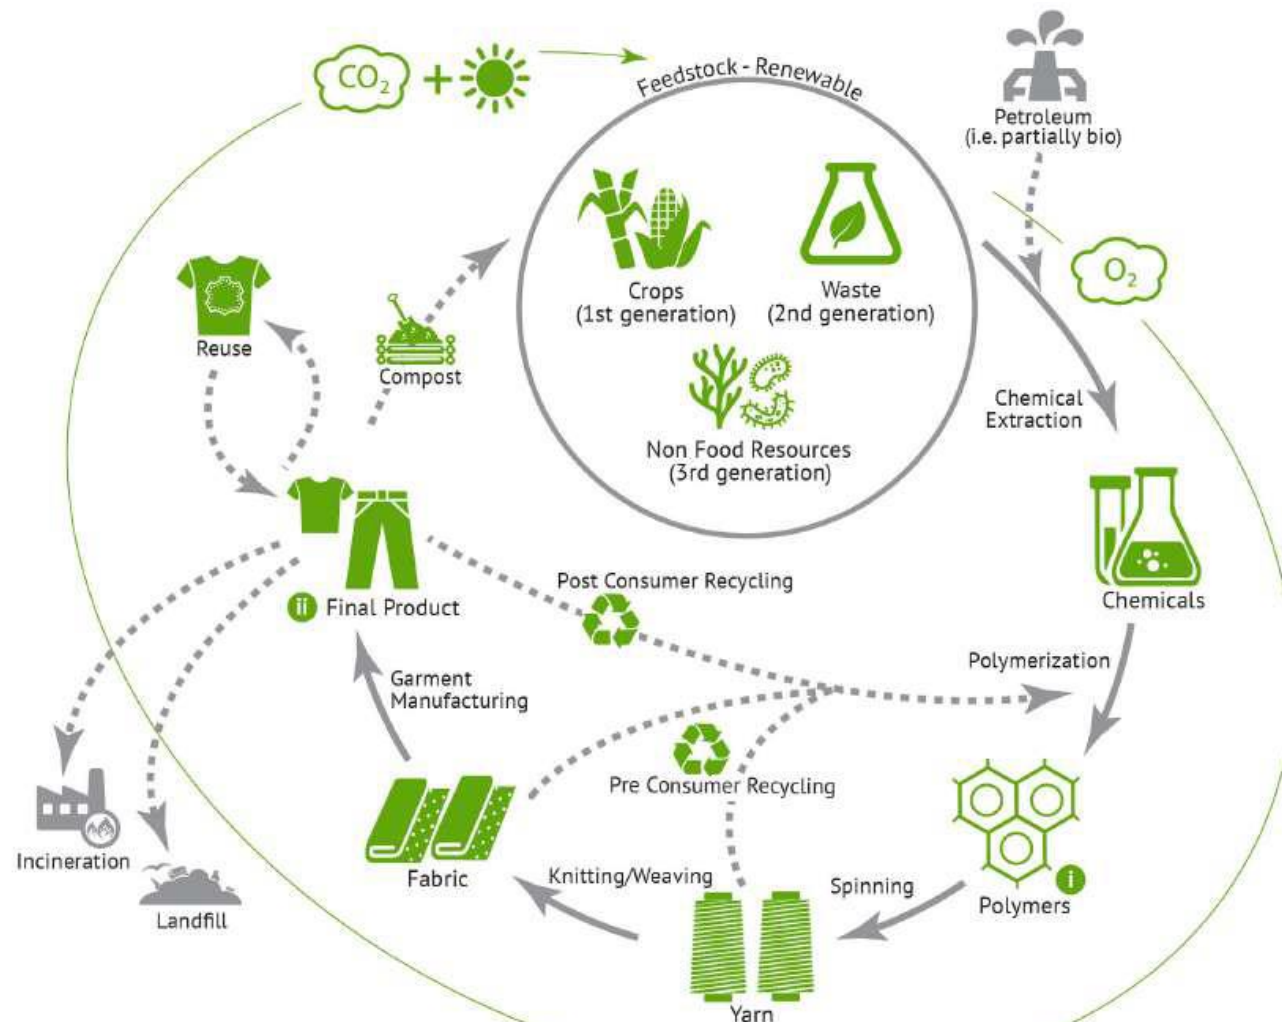 CO₂
Feedstock - Renewable
Petroleum
(i.e. partially bio)
Crops
(1st generation)
Waste
(2nd generation)
O₂
Reuse
Compost
Non Food Resources
(3rd generation)
Chemical
Extraction
Post Consumer Recycling
ii Final Product
Chemicals
Polymerization
Garment
Manufacturing
Pre Consumer Recycling
Incineration
Landfill
Fabric
Knitting/Weaving
Spinning
i
Polymers
Yarn